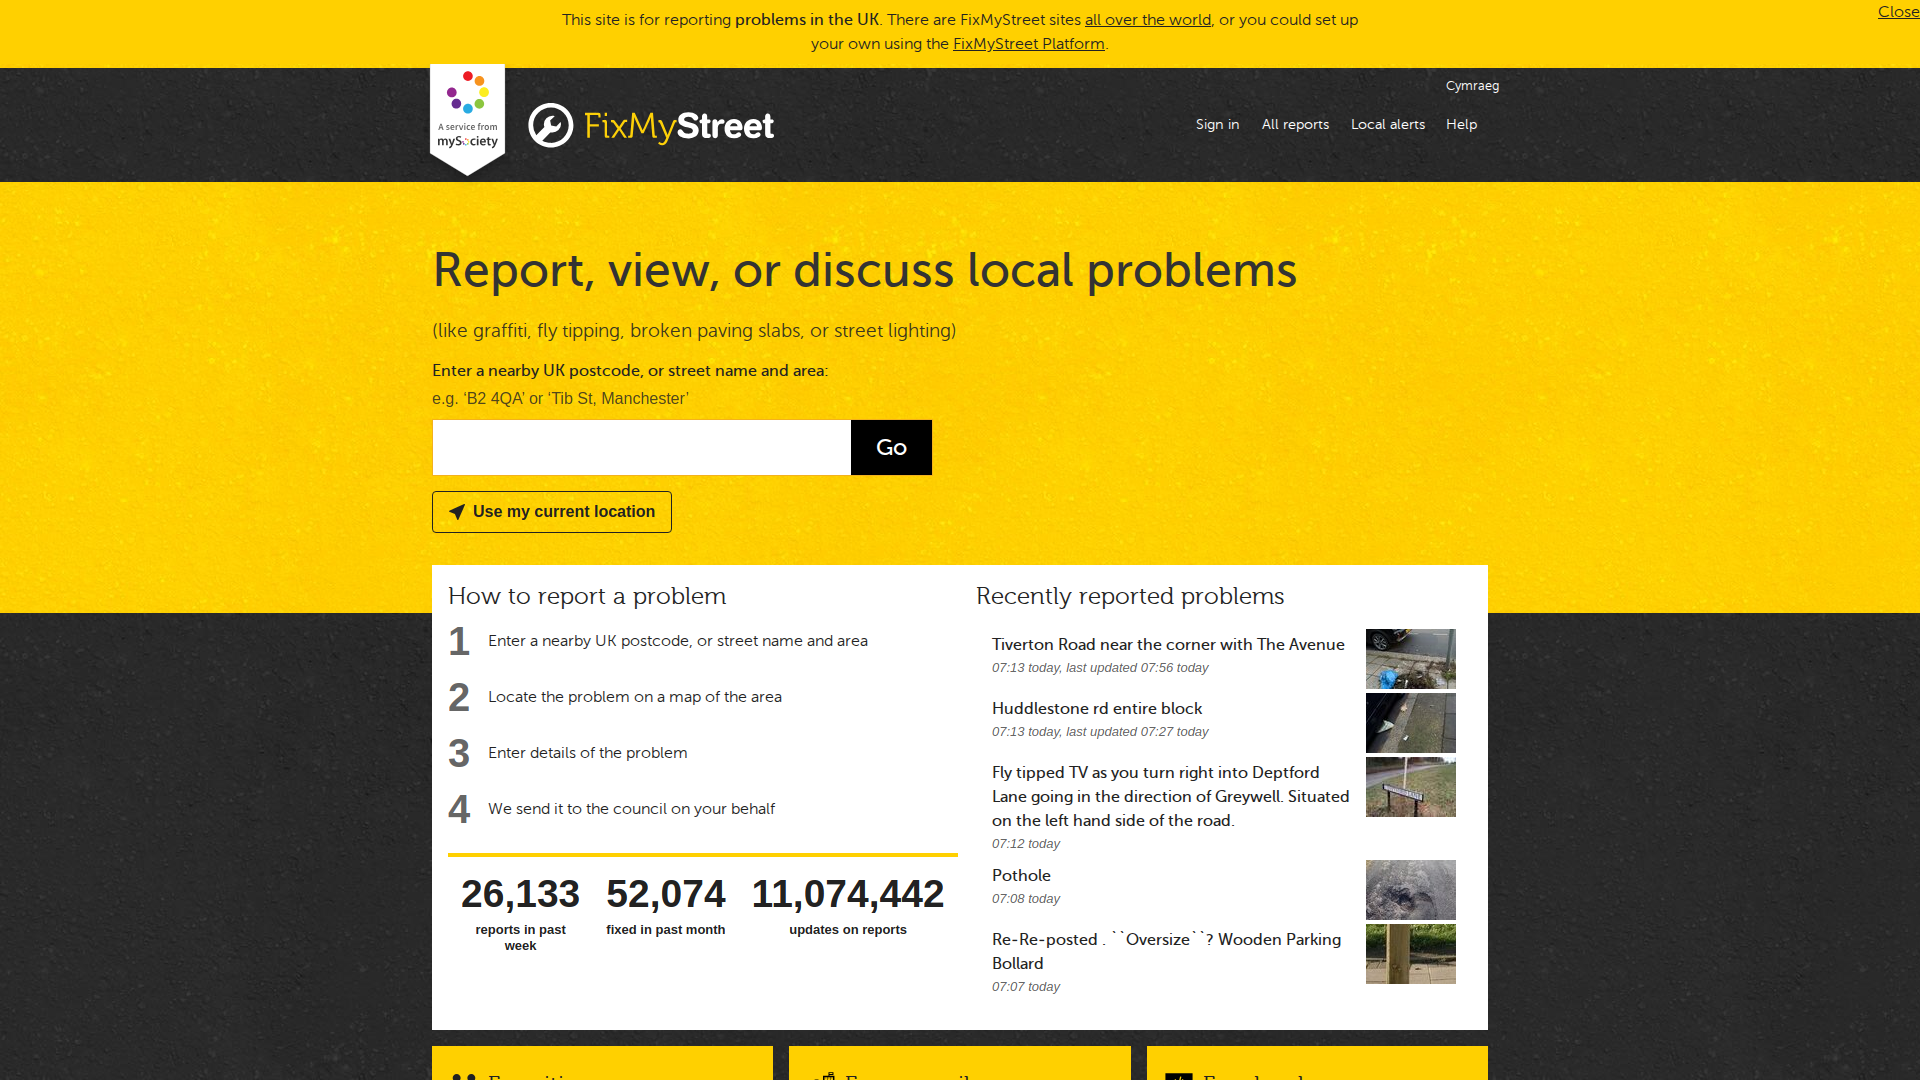 This site is for reporting problems in the UK. There are FixMyStreet sites all over the world, or you could set up
your own using the FixMyStreet Platform.
Close
A service from
mySociety
FixMyStreet
Cymraeg
Sign in
All reports
Local alerts
Help
Report, view, or discuss local problems
(like graffiti, fly tipping, broken paving slabs, or street lighting)
Enter a nearby UK postcode, or street name and area:
e.g. ‘B2 4QA’ or ‘Tib St, Manchester’
Go
Use my current location
How to report a problem
1 Enter a nearby UK postcode, or street name and area
2 Locate the problem on a map of the area
3 Enter details of the problem
4 We send it to the council on your behalf
26,133
reports in past
week
52,074
fixed in past month
11,074,442
updates on reports
Recently reported problems
Tiverton Road near the corner with The Avenue
07:13 today, last updated 07:56 today
Huddlestone rd entire block
07:13 today, last updated 07:27 today
Fly tipped TV as you turn right into Deptford
Lane going in the direction of Greywell. Situated
on the left hand side of the road.
07:12 today
Pothole
07:08 today
Re-Re-posted . ``Oversize``? Wooden Parking
Bollard
07:07 today